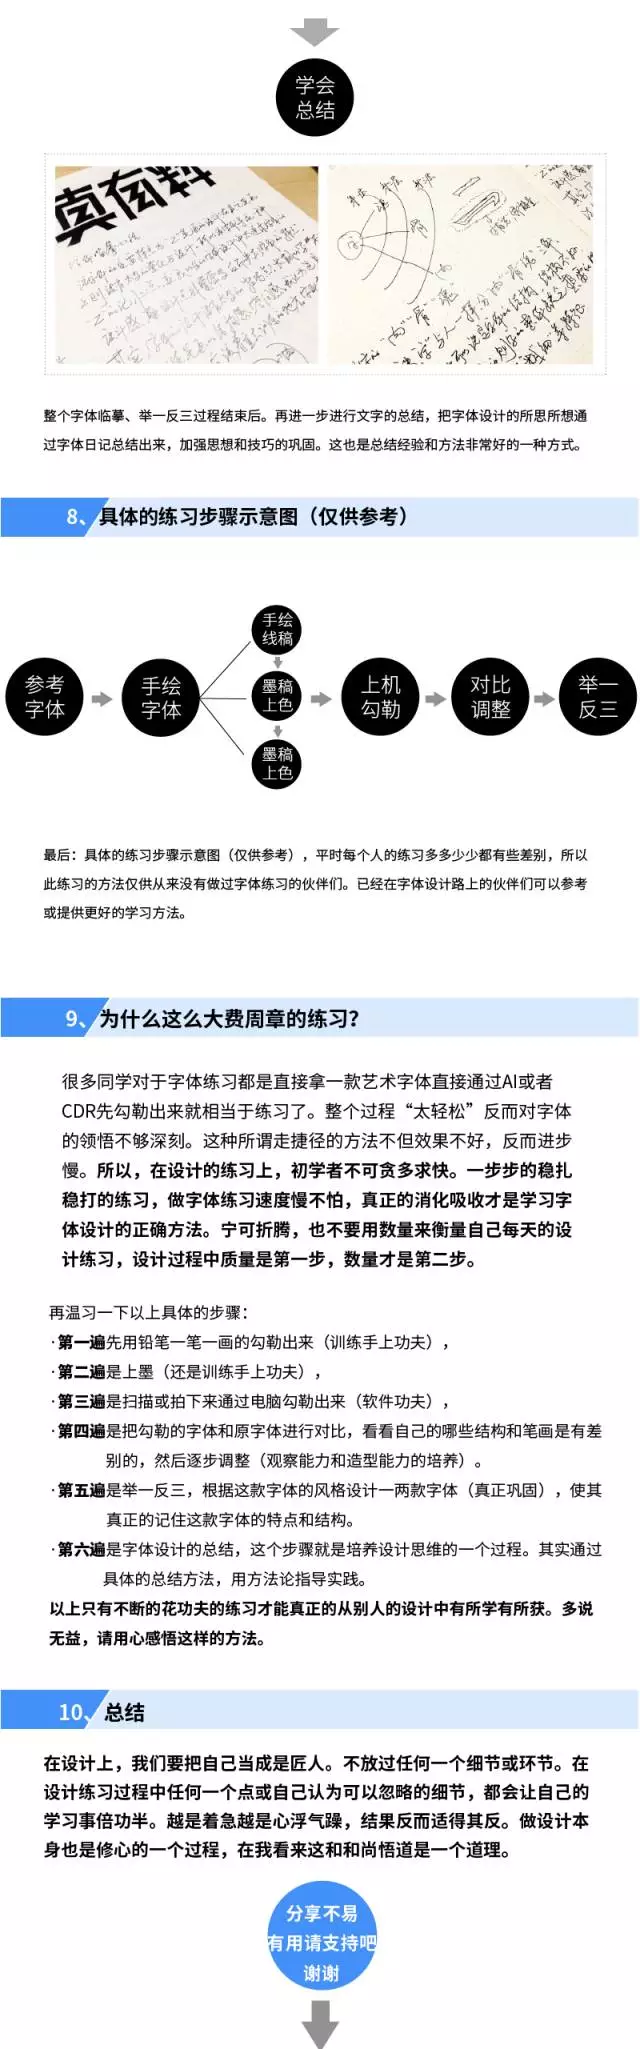 学会
总结
真有料
整个字体临摹、举一反三过程结束后。再进一步进行文字的总结，把字体设计的所思所想通
过字体日记总结出来，加强思想和技巧的巩固。这也是总结经验和方法非常好的一种方式。
8、具体的练习步骤示意图（仅供参考）
参考
字体
手绘
字体
手绘
线稿
墨稿
上色
墨稿
上色
上机
勾勒
对比
调整
举一
反三
最后：具体的练习步骤示意图（仅供参考），平时每个人的练习多多少少都有些差别，所以
此练习的方法仅供从来没有做过字体练习的伙伴们。已经在字体设计路上的伙伴们可以参考
或提供更好的学习方法。
9、为什么这么大费周章的练习？
很多同学对于字体练习都是直接拿一款艺术字体直接通过AI或者
CDR先勾勒出来就相当于练习了。整个过程“太轻松”反而对字体
的领悟不够深刻。这种所谓走捷径的方法不但效果不好，反而进步
慢。所以，在设计的练习上，初学者不可贪多求快。一步步的稳扎
稳打的练习，做字体练习速度慢不怕，真正的消化吸收才是学习字
体设计的正确方法。宁可折腾，也不要用数量来衡量自己每天的设
计练习，设计过程中质量是第一步，数量才是第二步。
再温习一下以上具体的步骤：
·第一遍先用铅笔一笔一画的勾勒出来（训练手上功夫），
·第二遍是上墨（还是训练手上功夫），
·第三遍是扫描或拍下来通过电脑勾勒出来（软件功夫），
·第四遍是把勾勒的字体和原字体进行对比，看看自己的哪些结构和笔画是有差
别的，然后逐步调整（观察能力和造型能力的培养）。
·第五遍是举一反三，根据这款字体的风格设计一两款字体（真正巩固），使其
真正的记住这款字体的特点和结构。
·第六遍是字体设计的总结，这个步骤就是培养设计思维的一个过程。其实通过
具体的总结方法，用方法论指导实践。
以上只有不断的花功夫的练习才能真正的从别人的设计中有所学有所获。多说
无益，请用心感悟这样的方法。
10、总结
在设计上，我们要把自己当成是匠人。不放过任何一个细节或环节。在
设计练习过程中任何一个点或自己认为可以忽略的细节，都会让自己的
学习事倍功半。越是着急越是心浮气躁，结果反而适得其反。做设计本
身也是修心的一个过程，在我看来这和和尚悟道是一个道理。
分享不易
有用请支持吧
谢谢